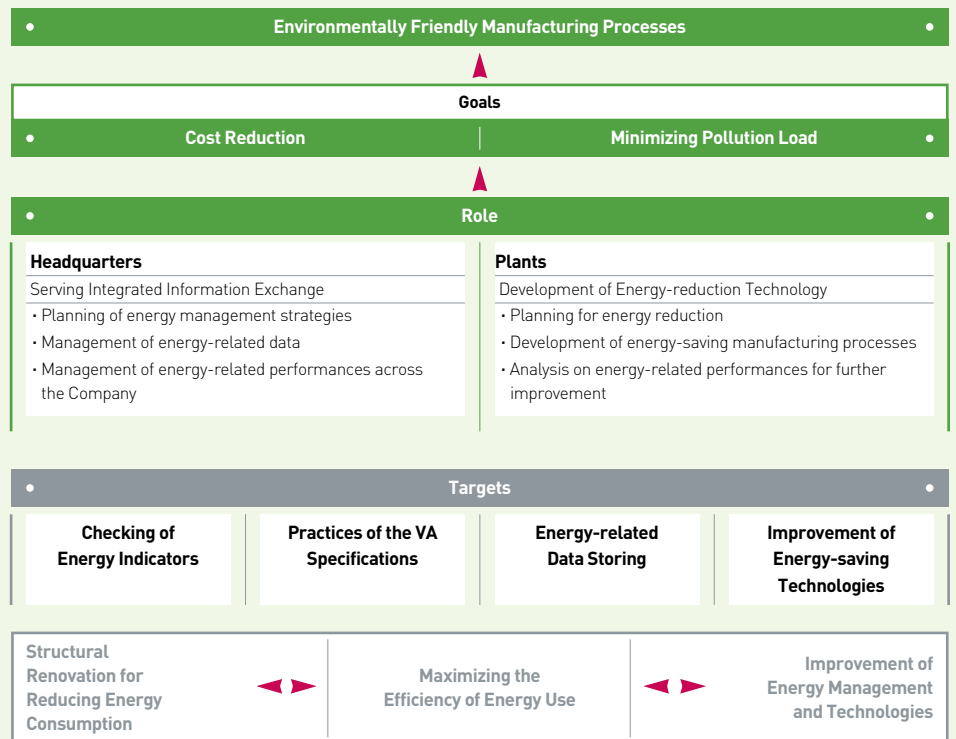 Environmentally Friendly Manufacturing Processes
Goals
Cost Reduction
Minimizing Pollution Load
Role
Headquarters
Serving Integrated Information Exchange
· Planning of energy management strategies
· Management of energy-related data
· Management of energy-related performances across
the Company
Plants
Development of Energy-reduction Technology
· Planning for energy reduction
· Development of energy-saving manufacturing processes
· Analysis on energy-related performances for further
improvement
Targets
Checking of
Energy Indicators
Practices of the VA
Specifications
Energy-related
Data Storing
Improvement of
Energy-saving
Technologies
Structural
Renovation for
Reducing Energy
Consumption
Maximizing the
Efficiency of Energy Use
Improvement of
Energy Management
and Technologies